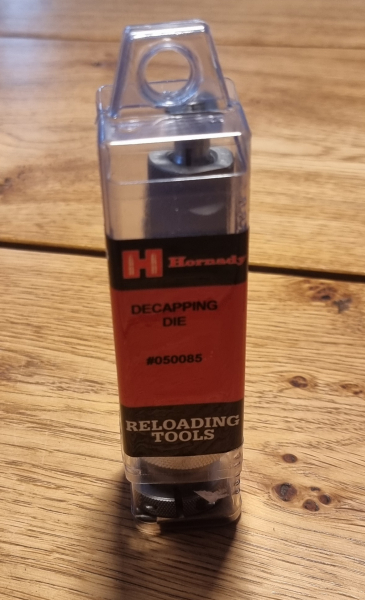 H Hornady
DECAPPING
DIE
#050085
RELOADING
TOOLS